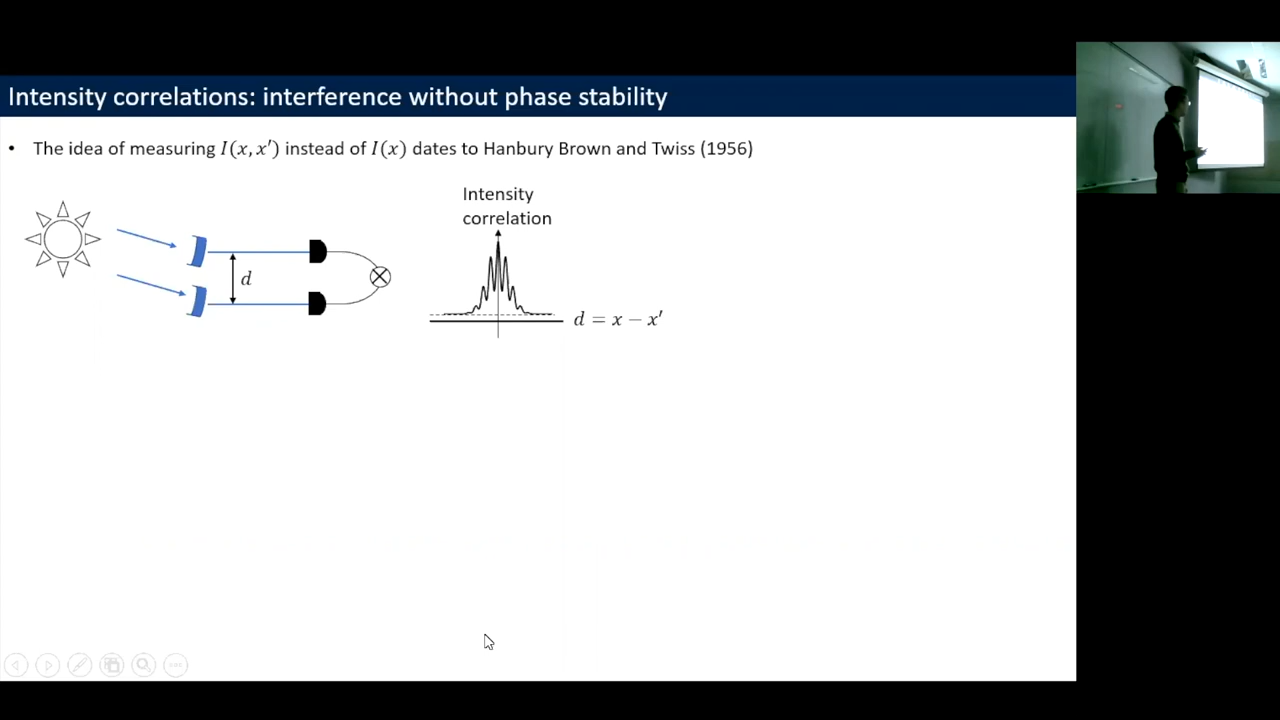 Intensity correlations: interference without phase stability
• The idea of measuring I(x, x′) instead of I(x) dates to Hanbury Brown and Twiss (1956)
Intensity
correlation
d
d = x − x′